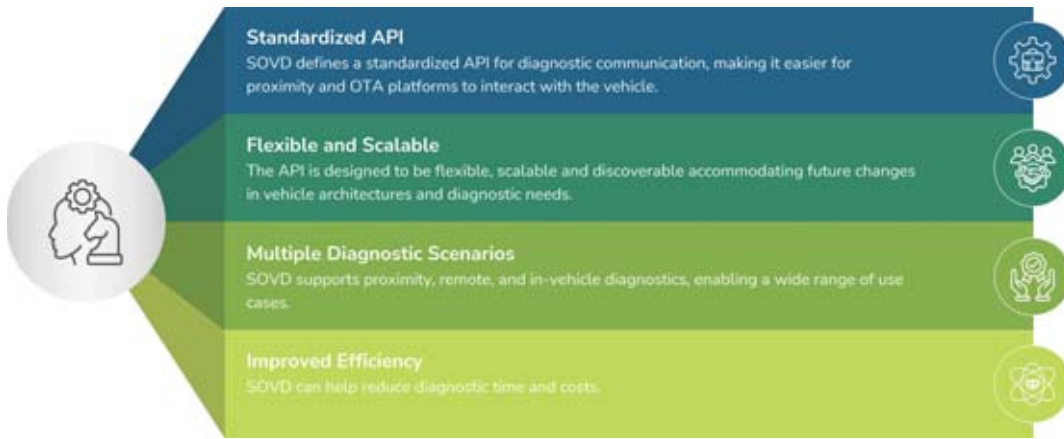 Standardized API
SOVD defines a standardized API for diagnostic communication, making it easier for
proximity and OTA platforms to interact with the vehicle.
Flexible and Scalable
The API is designed to be flexible, scalable and discoverable accommodating future changes
in vehicle architectures and diagnostic needs.
Multiple Diagnostic Scenarios
SOVD supports proximity, remote, and in-vehicle diagnostics, enabling a wide range of use
cases.
Improved Efficiency
SOVD can help reduce diagnostic time and costs.